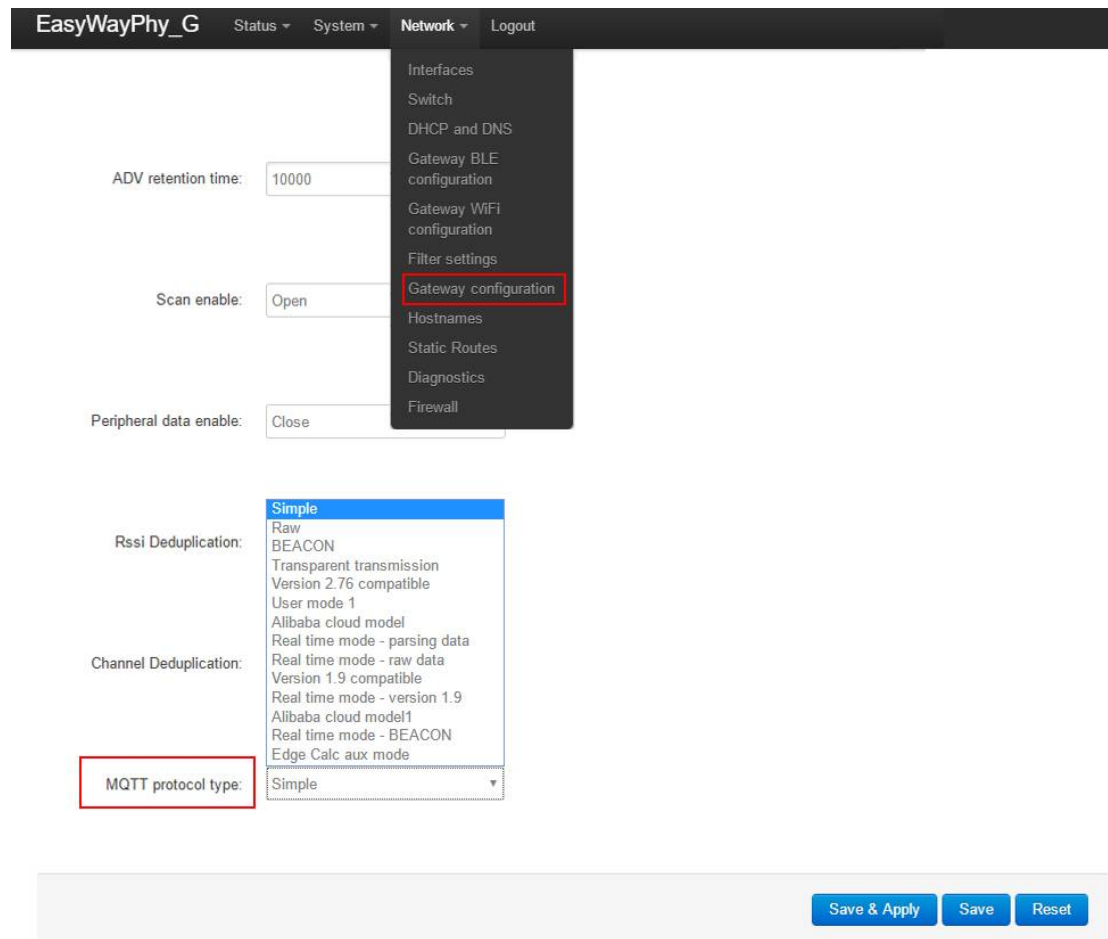 EasyWayPhy_G Status System Network Logout
Interfaces
Switch
DHCP and DNS
Gateway BLE
configuration
Gateway WiFi
configuration
Filter settings
Gateway configuration
Hostnames
Static Routes
Diagnostics
Firewall
ADV retention time: 10000
Scan enable: Open
Peripheral data enable: Close
Rssi Deduplication:
Channel Deduplication:
Simple
Raw
BEACON
Transparent transmission
Version 2.76 compatible
User mode 1
Alibaba cloud model
Real time mode - parsing data
Real time mode - raw data
Version 1.9 compatible
Real time mode - version 1.9
Alibaba cloud model1
Real time mode - BEACON
Edge Calc aux mode
MQTT protocol type: Simple
Save & Apply Save Reset